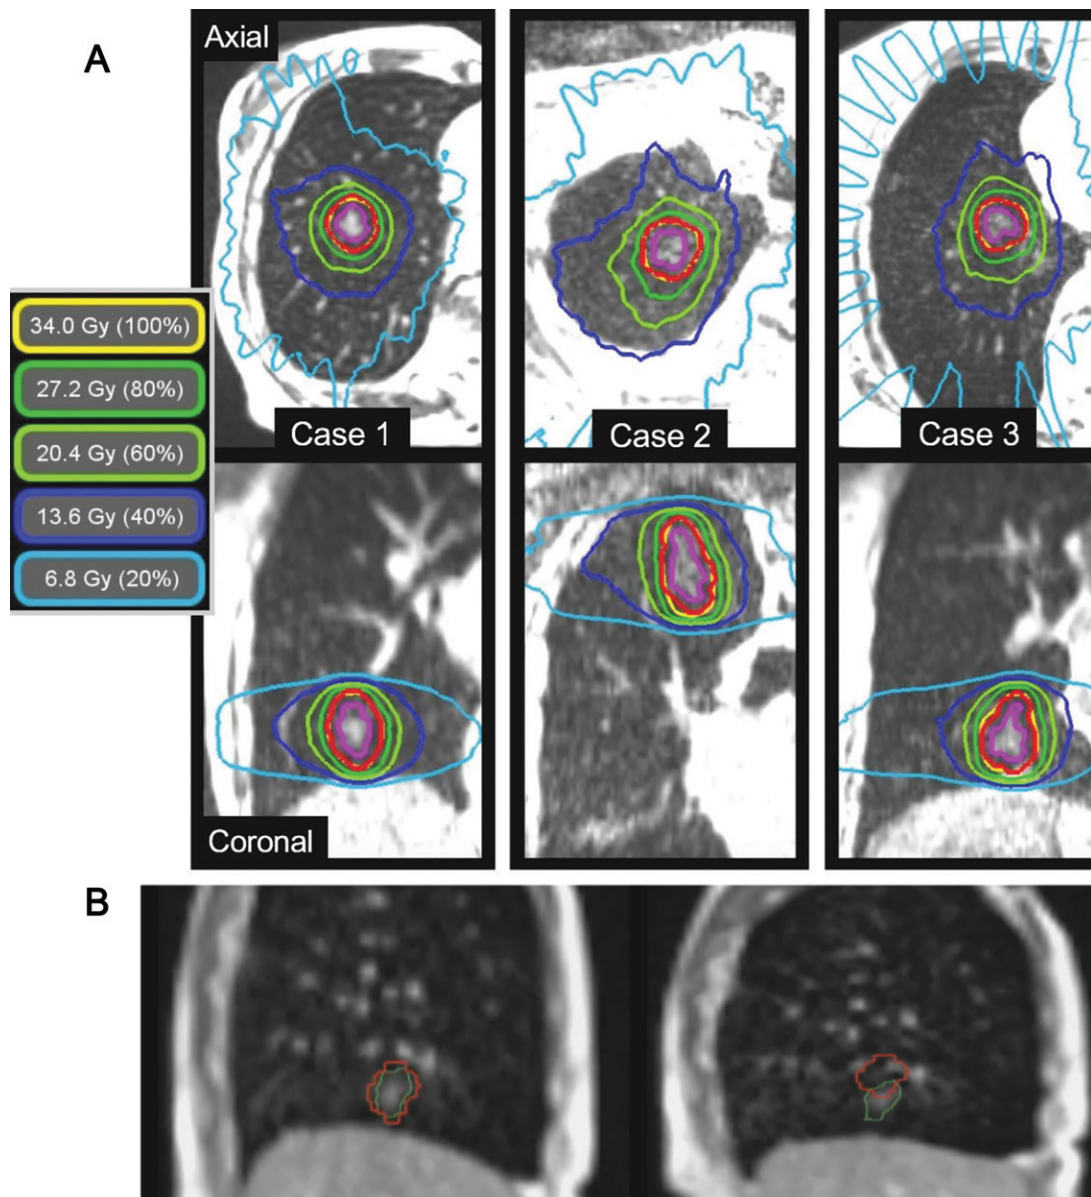 A
Axial
34.0 Gy (100%)
27.2 Gy (80%)
20.4 Gy (60%)
13.6 Gy (40%)
6.8 Gy (20%)
Case 1
Case 2
Case 3
Coronal
B